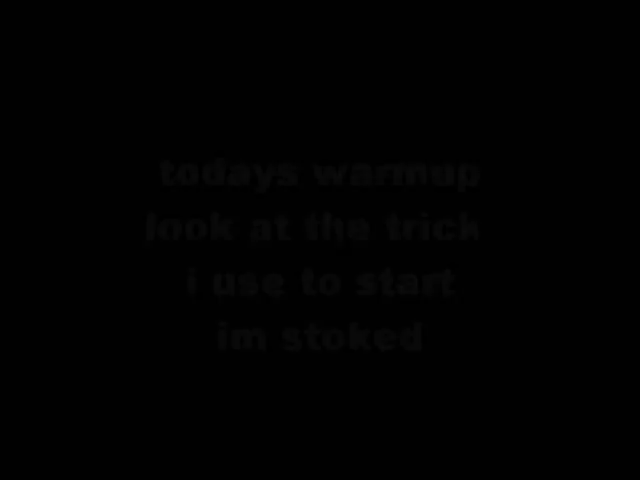 todays warmup
look at the trick
i use to start
im stoked